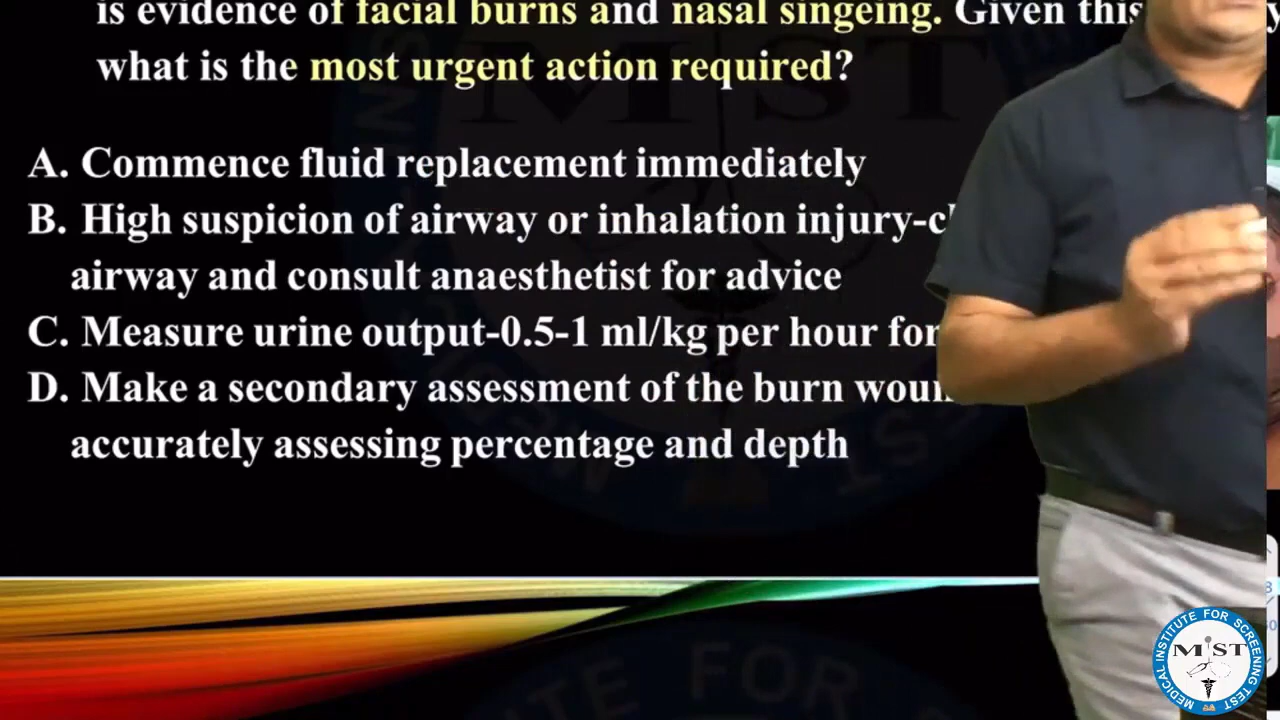 is evidence of facial burns and nasal singeing. Given this
what is the most urgent action required?
A. Commence fluid replacement immediately
B. High suspicion of airway or inhalation injury-
airway and consult anaesthetist for advice
C. Measure urine output-0.5-1 ml/kg per hour for
D. Make a secondary assessment of the burn
accurately assessing percentage and depth
MEDICAL INSTITUTE FOR SCREENING TEST
MIST